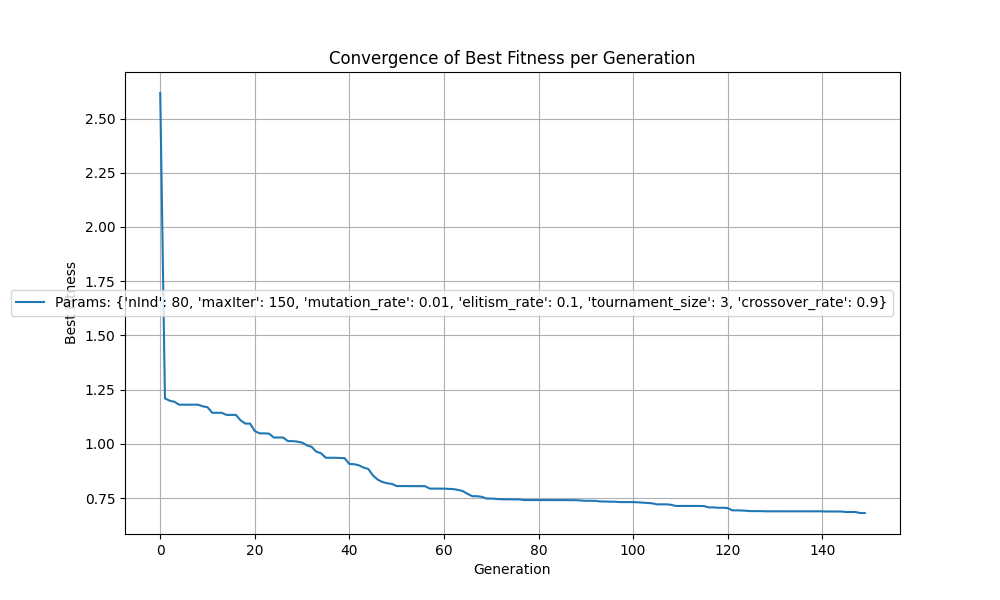 Convergence of Best Fitness per Generation
2.50
2.25
2.00
1.75
1.50
1.25
1.00
0.75
Best Fitness
Params: {'nInd': 80, 'maxIter': 150, 'mutation_rate': 0.01, 'elitism_rate': 0.1, 'tournament_size': 3, 'crossover_rate': 0.9}
0 20 40 60 80 100 120 140
Generation